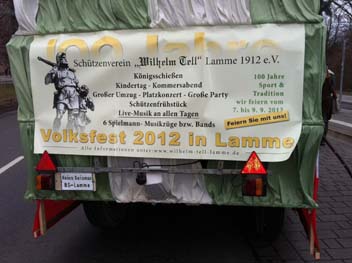 100 Jahre
Schützenverein „Wilhelm Tell" Lamme 1912 e.V.
Königsschießen
Kindertag - Kommersabend
Großer Umzug - Platzkonzert - Große Party
Schützenfrühstück
Live-Musik an allen Tagen
6 Spielmann- Musikzüge bzw. Bands
100 Jahre
Sport &
Tradition
wir feiern vom
7. bis 9. 9. 2012
Feiern Sie mit uns!
Volksfest 2012 in Lamme
Alle Informationen unter: www.wilhelm-tell-lamme.de
BS-Lamme